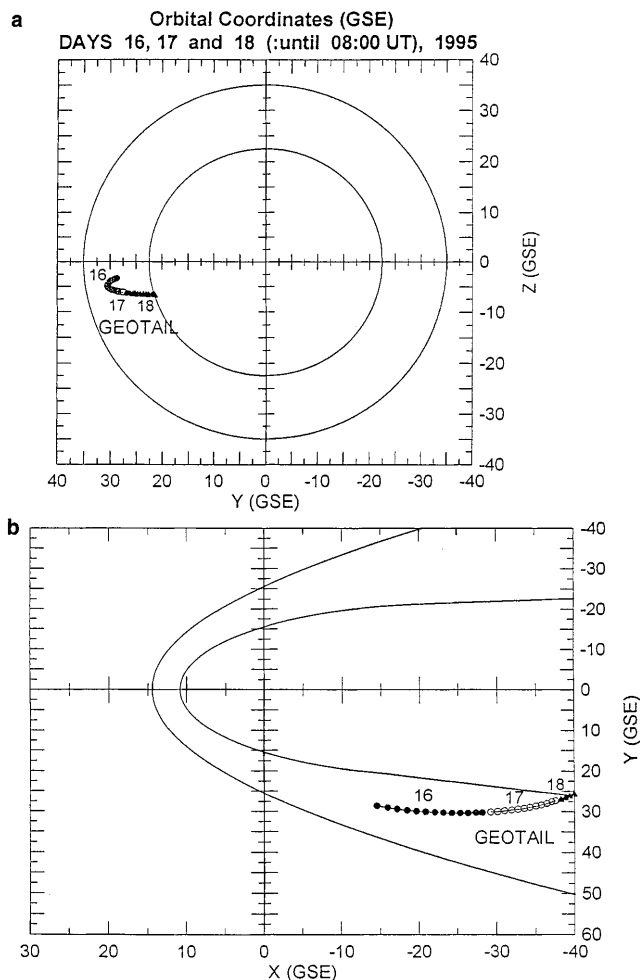 a
Orbital Coordinates (GSE)
DAYS 16, 17 and 18 (:until 08:00 UT), 1995
40
30
20
10
0
-10
-20
-30
-40
Z (GSE)
16
17 18
GEOTAIL
40 30 20 10 0 -10 -20 -30 -40
Y (GSE)
b
-40
-30
-20
-10
0
10
20
30
40
50
60
Y (GSE)
16 17 18
GEOTAIL
30 20 10 0 -10 -20 -30 -40
X (GSE)